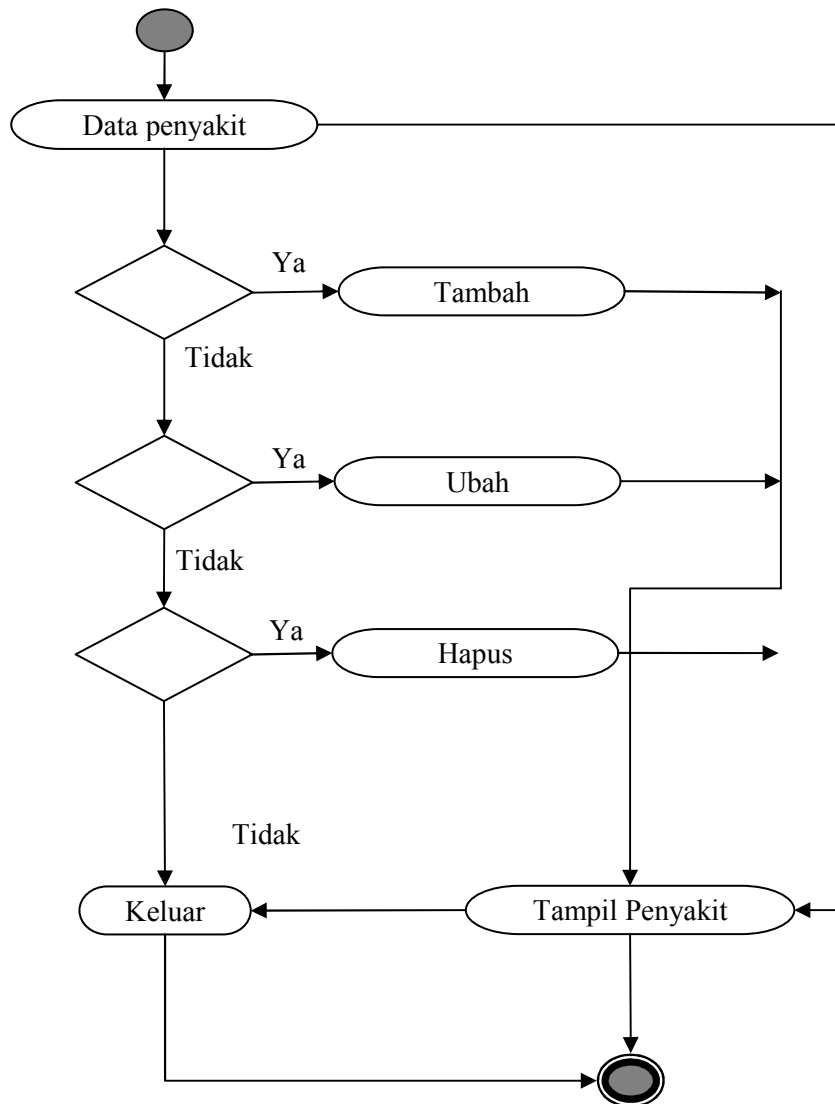 Data penyakit
Ya
Tambah
Tidak
Ya
Ubah
Tidak
Ya
Hapus
Tidak
Keluar
Tampil Penyakit